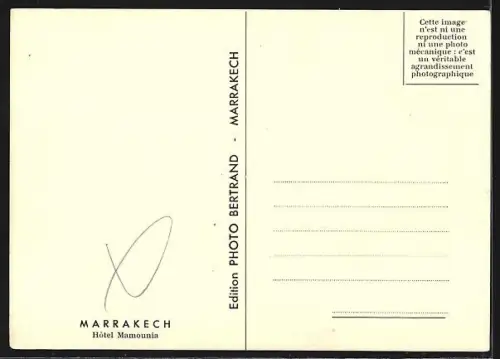 Cette image
n'est ni une
reproduction
ni une photo
mécanique : c'est
un véritable
agrandissement
photographique
Edition PHOTO BERTRAND - MARRAKECH
MARRAKECH
Hôtel Mamounia